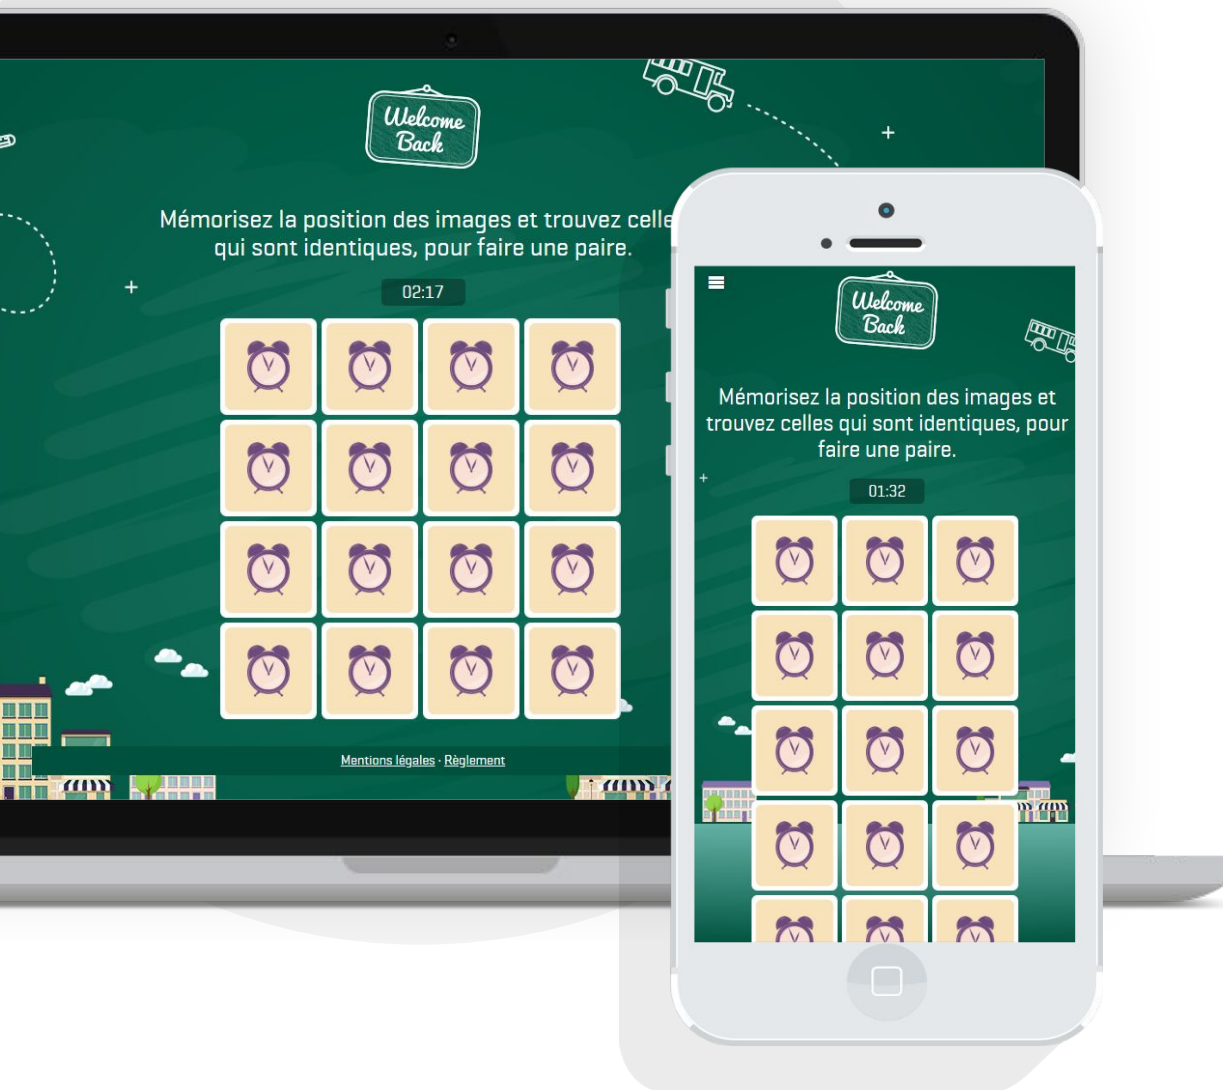 Welcome
Back
Mémorisez la position des images et trouvez celle
qui sont identiques, pour faire une paire.
02:17
Mentions légales · Règlement
Welcome
Back
Mémorisez la position des images et
trouvez celles qui sont identiques, pour
faire une paire.
01:32